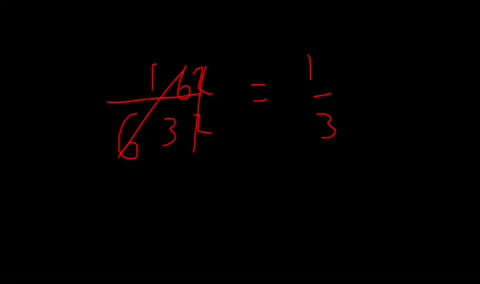 162 = 1
632 3